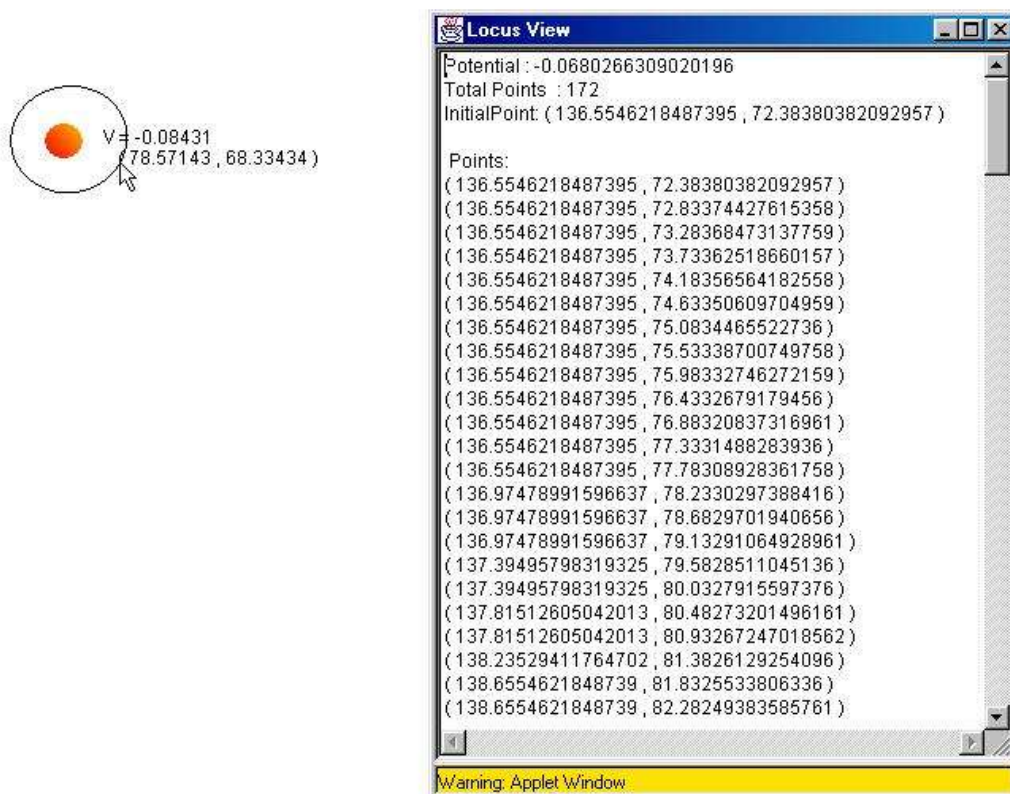 V = -0.08431
(78.57143 , 68.33434 )
Locus View
Potential : -0.0680266309020196
Total Points : 172
InitialPoint: ( 136.5546218487395 , 72.38380382092957 )
Points:
( 136.5546218487395 , 72.38380382092957 )
( 136.5546218487395 , 72.83374427615358 )
( 136.5546218487395 , 73.28368473137759 )
( 136.5546218487395 , 73.73362518660157 )
( 136.5546218487395 , 74.18356564182558 )
( 136.5546218487395 , 74.63350609704959 )
( 136.5546218487395 , 75.0834465522736 )
( 136.5546218487395 , 75.53338700749758 )
( 136.5546218487395 , 75.98332746272159 )
( 136.5546218487395 , 76.4332679179456 )
( 136.5546218487395 , 76.88320837316961 )
( 136.5546218487395 , 77.3331488283936 )
( 136.5546218487395 , 77.78308928361758 )
( 136.97478991596637 , 78.2330297388416 )
( 136.97478991596637 , 78.6829701940656 )
( 136.97478991596637 , 79.13291064928961 )
( 137.39495798319325 , 79.5828511045136 )
( 137.39495798319325 , 80.0327915597376 )
( 137.81512605042013 , 80.48273201496161 )
( 137.81512605042013 , 80.93267247018562 )
( 138.23529411764702 , 81.3826129254096 )
( 138.6554621848739 , 81.8325533806336 )
( 138.6554621848739 , 82.28249383585761 )
Warning: Applet Window